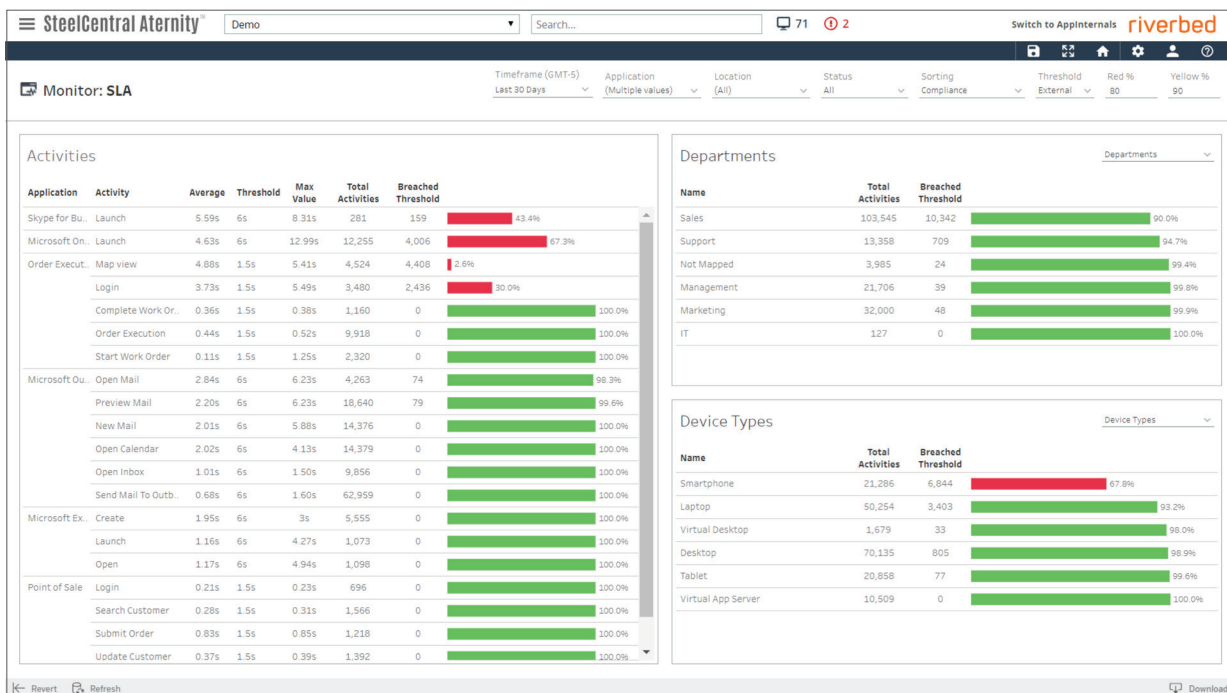 SteelCentral Aternity Demo Search... 71 2 Switch to AppInternals riverbed
Monitor: SLA
Timeframe (GMT-5) Application Location Status Sorting Threshold Red % Yellow %
Last 30 Days (Multiple values) (All) All Compliance External 80 90
Activities
Application Activity Average Threshold Max Value Total Activities Breached Threshold
Skype for Bu.. Launch 5.59s 6s 8.31s 281 159 43.4%
Microsoft On.. Launch 4.63s 6s 12.99s 12,255 4,006 67.3%
Order Execut.. Map view 4.88s 1.5s 5.41s 4,524 4,408 2.6%
Login 3.73s 1.5s 5.49s 3,480 2,436 30.0%
Complete Work Or.. 0.36s 1.5s 0.38s 1,160 0 100.0%
Order Execution 0.44s 1.5s 0.52s 9,918 0 100.0%
Start Work Order 0.11s 1.5s 1.25s 2,320 0 100.0%
Microsoft Ou.. Open Mail 2.84s 6s 6.23s 4,263 74 98.3%
Preview Mail 2.20s 6s 6.23s 18,640 79 99.6%
New Mail 2.01s 6s 5.88s 14,376 0 100.0%
Open Calendar 2.02s 6s 4.13s 14,379 0 100.0%
Open Inbox 1.01s 6s 1.50s 9,856 0 100.0%
Send Mail To Outb.. 0.68s 6s 1.60s 62,959 0 100.0%
Microsoft Ex.. Create 1.95s 6s 3s 5,555 0 100.0%
Launch 1.16s 6s 4.27s 1,073 0 100.0%
Open 1.17s 6s 4.94s 1,098 0 100.0%
Point of Sale Login 0.21s 1.5s 0.23s 696 0 100.0%
Search Customer 0.28s 1.5s 0.31s 1,566 0 100.0%
Submit Order 0.83s 1.5s 0.85s 1,218 0 100.0%
Update Customer 0.37s 1.5s 0.39s 1,392 0 100.0%
Departments Departments
Name Total Activities Breached Threshold
Sales 103,545 10,342 90.0%
Support 13,358 709 94.7%
Not Mapped 3,985 24 99.4%
Management 21,706 39 99.8%
Marketing 32,000 48 99.9%
IT 127 0 100.0%
Device Types Device Types
Name Total Activities Breached Threshold
Smartphone 21,286 6,844 67.8%
Laptop 50,254 3,403 93.2%
Virtual Desktop 1,679 33 98.0%
Desktop 70,135 805 98.9%
Tablet 20,858 77 99.6%
Virtual App Server 10,509 0 100.0%
Revert Refresh Download